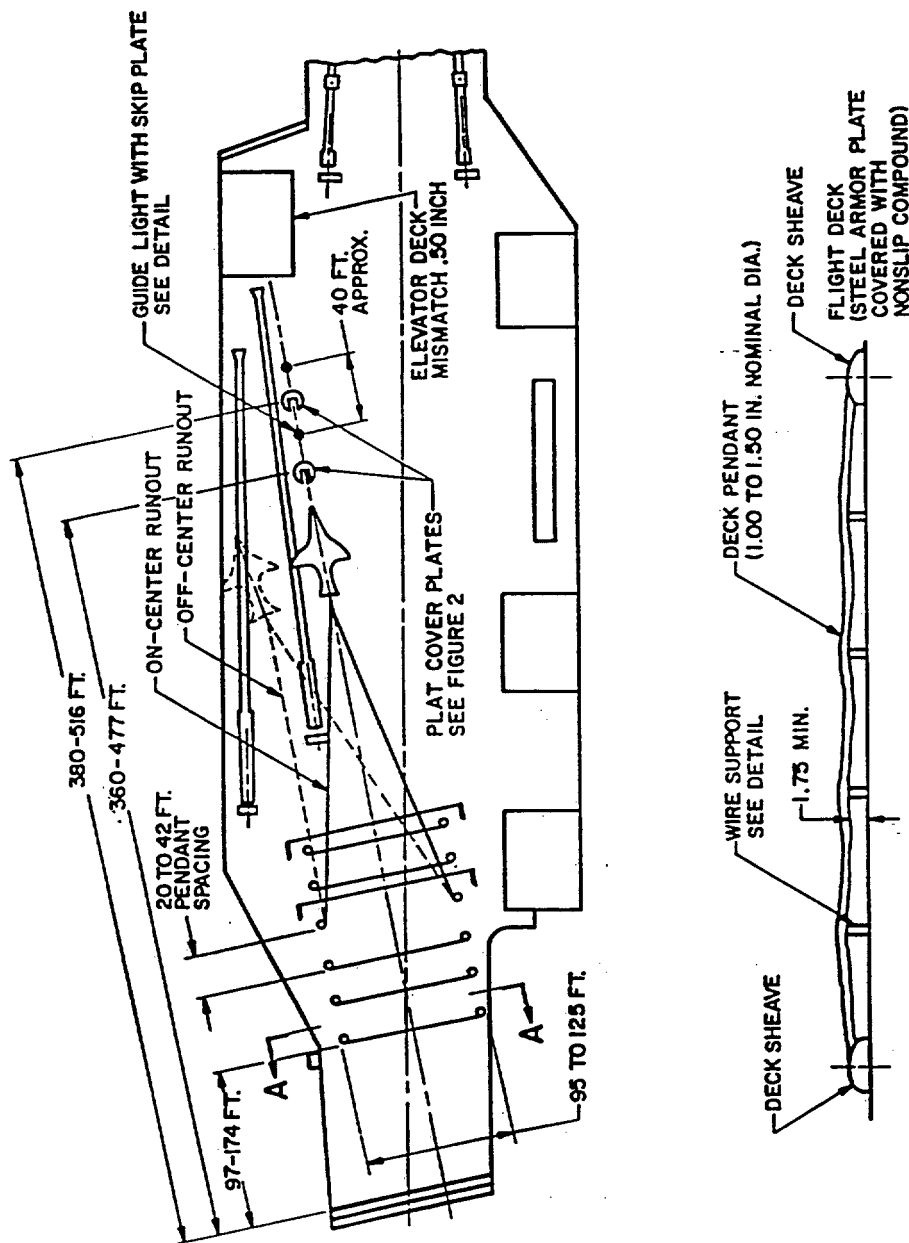 380-516 FT.
360-477 FT.
20 TO 42 FT.
PENDANT
SPACING
97-174 FT.
ON-CENTER RUNOUT
OFF-CENTER RUNOUT
GUIDE LIGHT WITH SKIP PLATE
SEE DETAIL
40 FT.
APPROX.
ELEVATOR DECK
MISMATCH .50 INCH
PLAT COVER PLATES
SEE FIGURE 2
A
A
95 TO 125 FT.
DECK SHEAVE
WIRE SUPPORT
SEE DETAIL
1.75 MIN.
DECK PENDANT
(1.00 TO 1.50 IN. NOMINAL DIA.)
DECK SHEAVE
FLIGHT DECK
(STEEL ARMOR PLATE
COVERED WITH
NONSLIP COMPOUND)